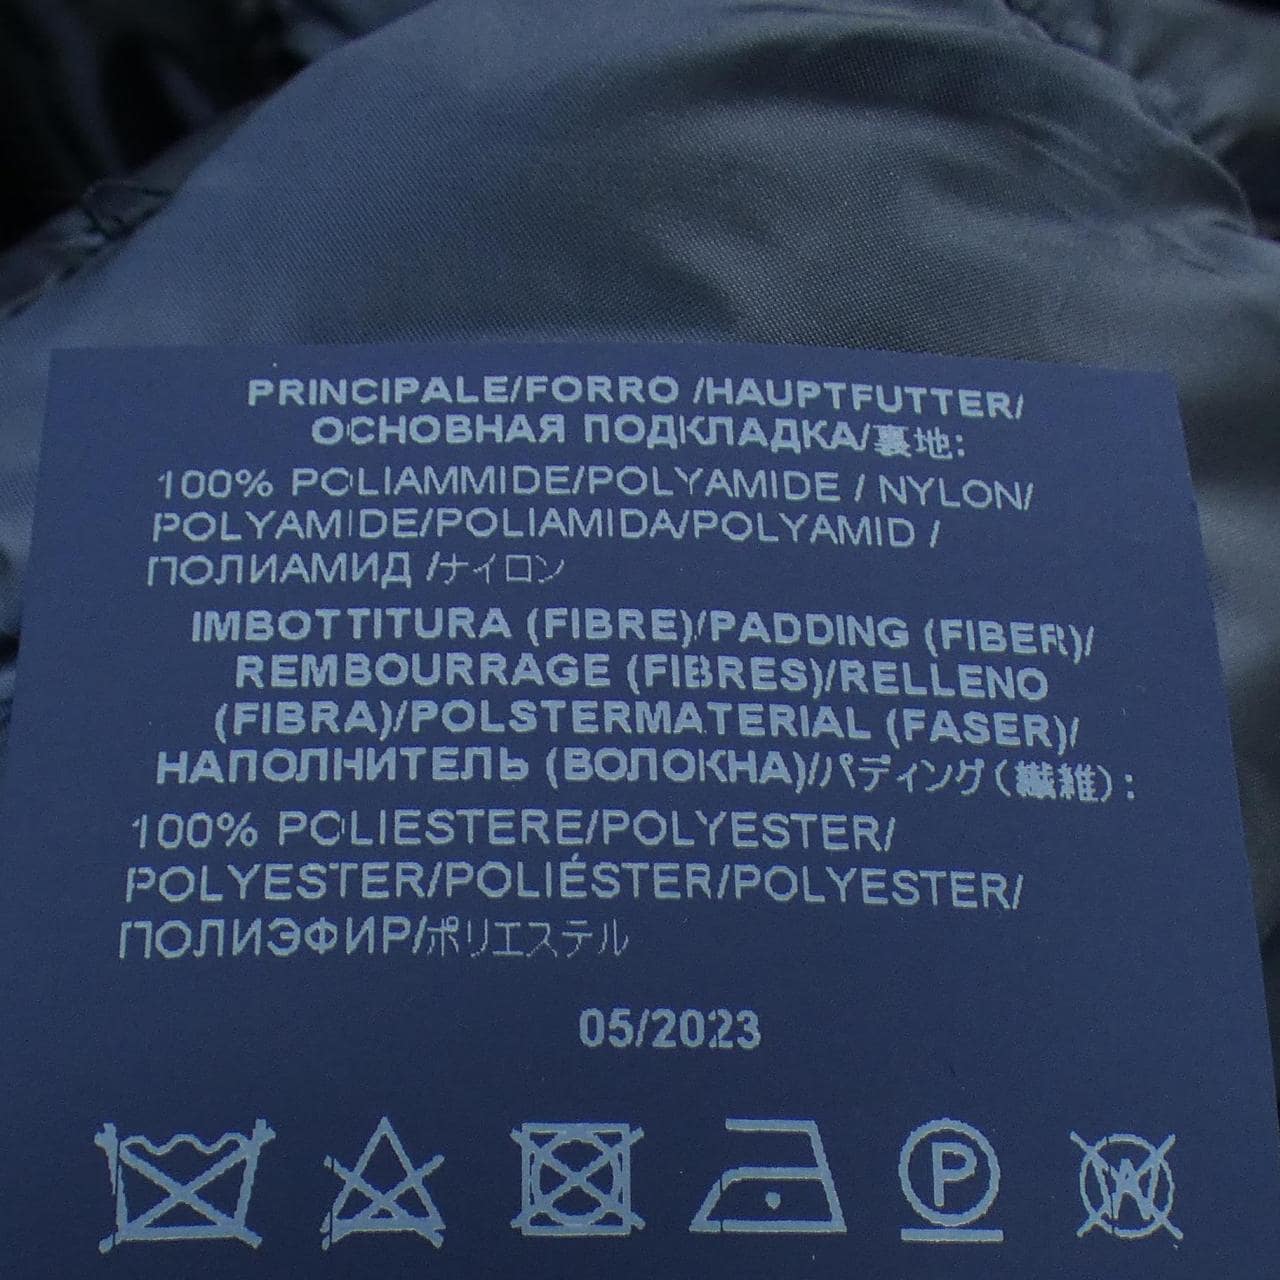 PRINCIPALE/FORRO /HAUPTFUTTER/
ОСНОВНАЯ ПОДКЛАДКА/裏地:
100% POLIAMMIDE/POLYAMIDE / NYLON/
POLYAMIDE/POLIAMIDA/POLYAMID /
ПОЛИАМИД /ナイロン
IMBOTTITURA (FIBRE)/PADDING (FIBER)/
REMBOURRAGE (FIBRES)/RELLENO
(FIBRA)/POLSTERMATERIAL (FASER)/
НАПОЛНИТЕЛЬ (ВОЛОКНА)/パディング(繊維):
100% POLIESTERE/POLYESTER/
POLYESTER/POLIÉSTER/POLYESTER/
ПОЛИЭФИР/ポリエステル
05/2023
P W